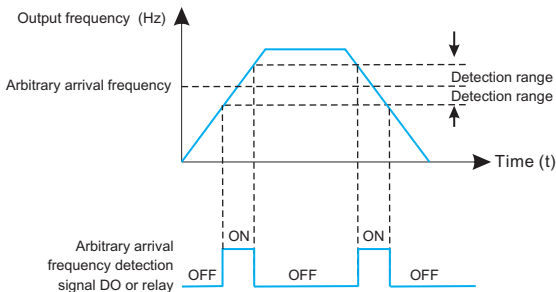 Output frequency (Hz)
Detection range
Arbitrary arrival frequency
Detection range
Time (t)
ON
ON
Arbitrary arrival
frequency detection
signal DO or relay
OFF
OFF
OFF